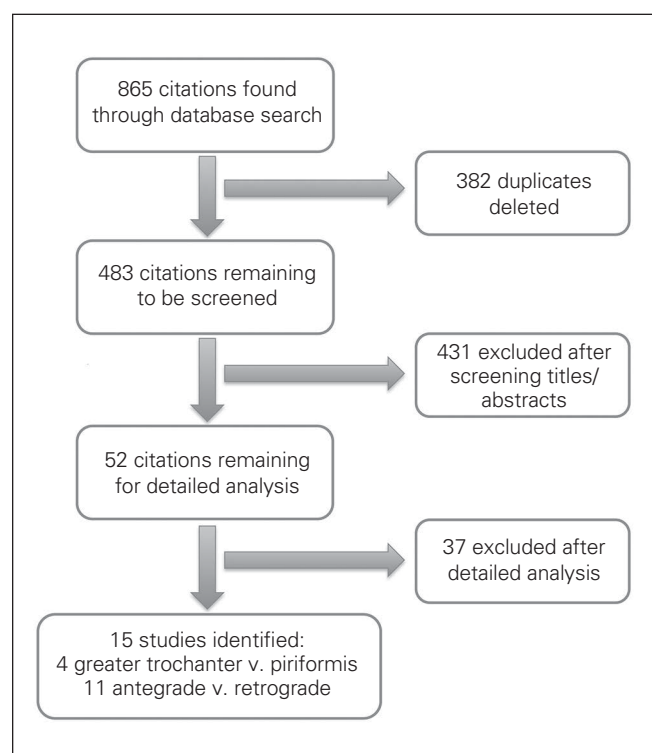 865 citations found
through database search
382 duplicates
deleted
483 citations remaining
to be screened
431 excluded after
screening titles/
abstracts
52 citations remaining
for detailed analysis
37 excluded after
detailed analysis
15 studies identified:
4 greater trochanter v. piriformis
11 antegrade v. retrograde